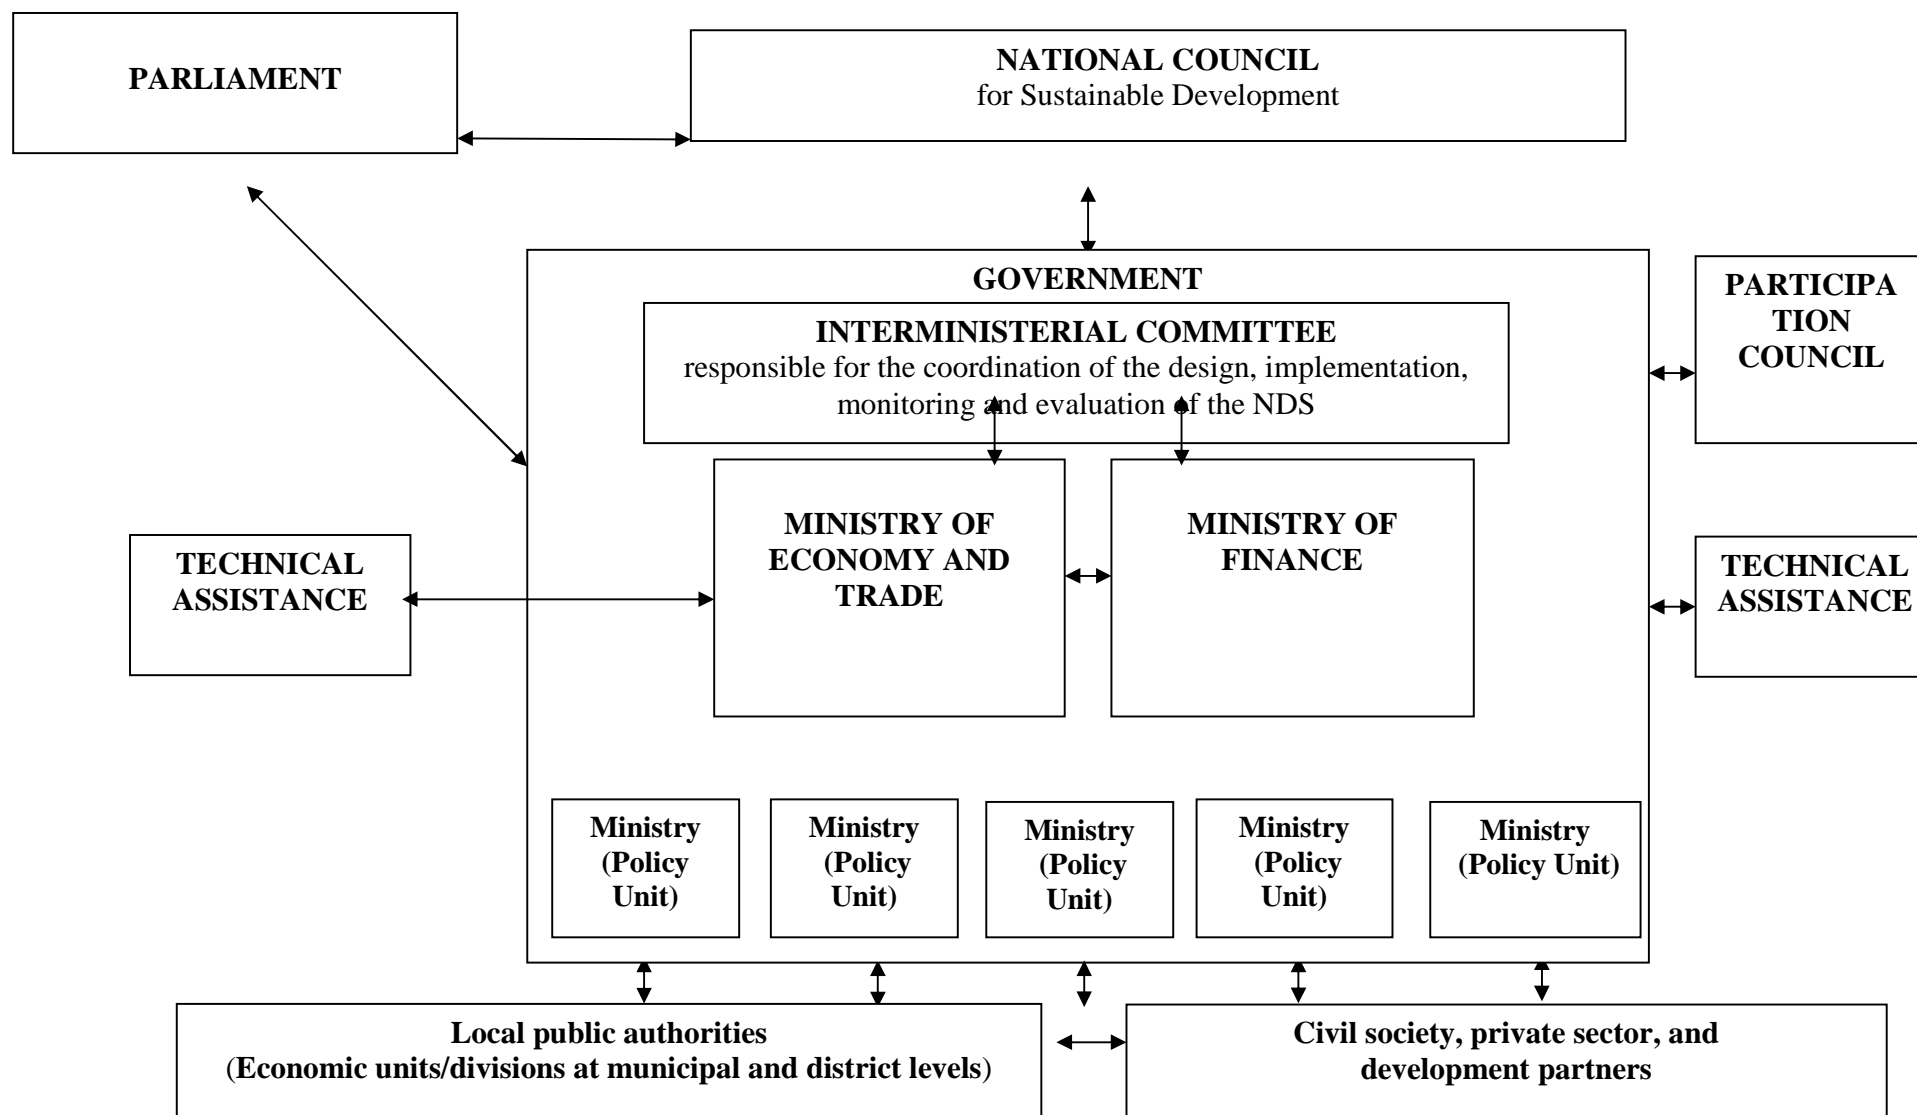 PARLIAMENT
NATIONAL COUNCIL
for Sustainable Development
GOVERNMENT
INTERMINISTERIAL COMMITTEE
responsible for the coordination of the design, implementation,
monitoring and evaluation of the NDS
PARTICIPA
TION
COUNCIL
MINISTRY OF
ECONOMY AND
TRADE
MINISTRY OF
FINANCE
TECHNICAL
ASSISTANCE
TECHNICAL
ASSISTANCE
Ministry
(Policy
Unit)
Ministry
(Policy
Unit)
Ministry
(Policy
Unit)
Ministry
(Policy
Unit)
Ministry
(Policy Unit)
Local public authorities
(Economic units/divisions at municipal and district levels)
Civil society, private sector, and
development partners